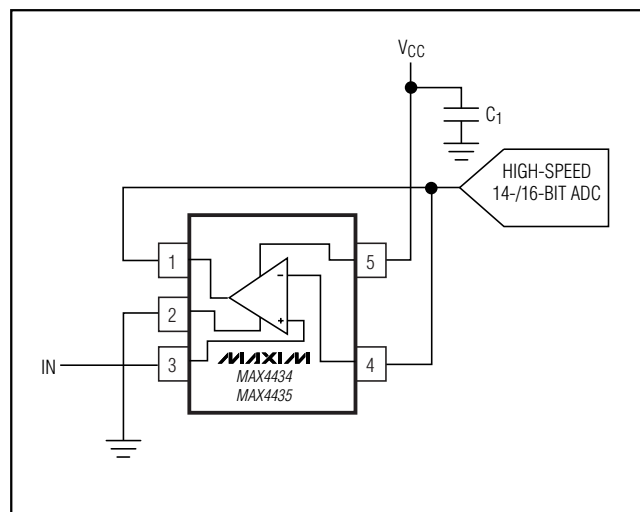 VCC
C1
HIGH-SPEED
14-/16-BIT ADC
1
5
-
2
+
IN
3
4
MAXIM
MAX4434
MAX4435